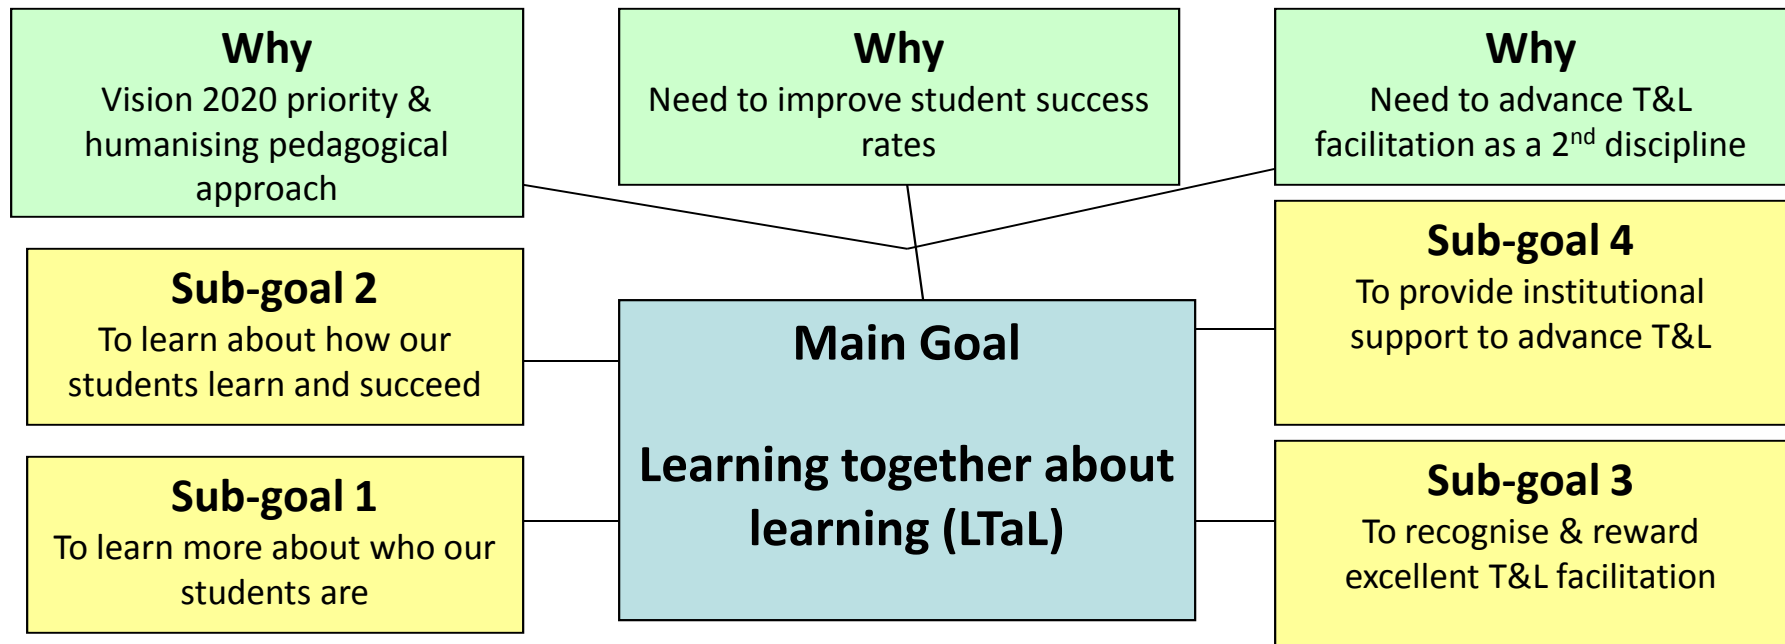 Why
Vision 2020 priority &
humanising pedagogical
approach
Why
Need to improve student success
rates
Why
Need to advance T&L
facilitation as a 2nd discipline
Sub-goal 2
To learn about how our
students learn and succeed
Sub-goal 1
To learn more about who our
students are
Main Goal
Learning together about
learning (LTaL)
Sub-goal 4
To provide institutional
support to advance T&L
Sub-goal 3
To recognise & reward
excellent T&L facilitation